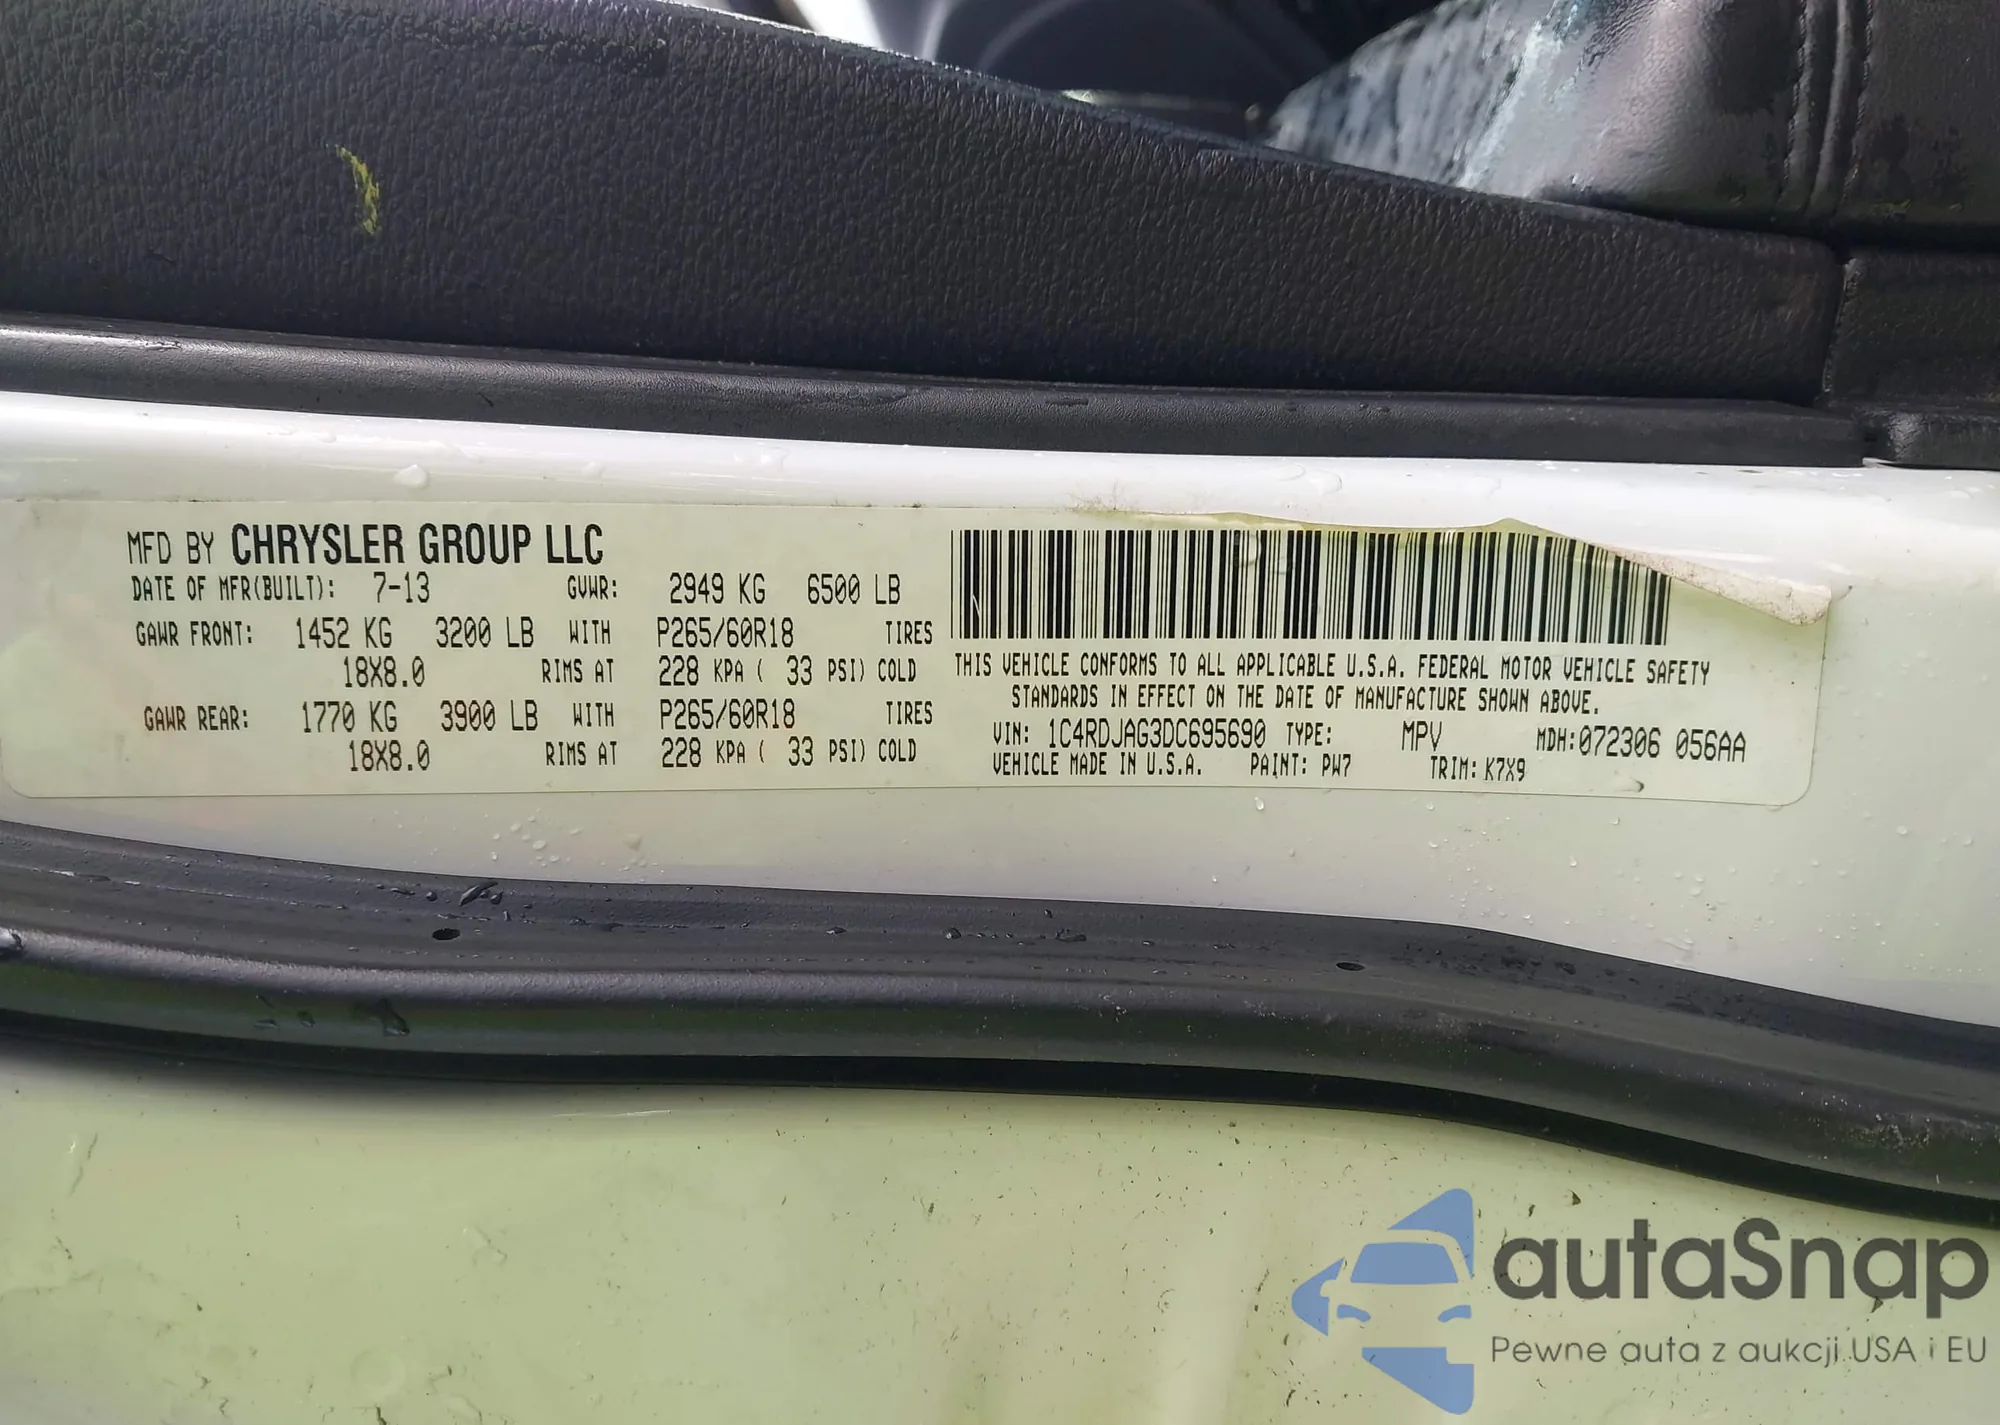 MFD BY CHRYSLER GROUP LLC
DATE OF MFR(BUILT): 7-13 GVWR: 2949 KG 6500 LB
GAWR FRONT: 1452 KG 3200 LB WITH P265/60R18 TIRES
18X8.0 RIMS AT 228 KPA ( 33 PSI) COLD
GAWR REAR: 1770 KG 3900 LB WITH P265/60R18 TIRES
18X8.0 RIMS AT 228 KPA ( 33 PSI) COLD
THIS VEHICLE CONFORMS TO ALL APPLICABLE U.S.A. FEDERAL MOTOR VEHICLE SAFETY
STANDARDS IN EFFECT ON THE DATE OF MANUFACTURE SHOWN ABOVE.
VIN: 1C4RDJAG3DC695690 TYPE: MPV MDH:072306 056AA
VEHICLE MADE IN U.S.A. PAINT: PW7 TRIM: K7X9
autaSnap
Pewne auta z aukcji USA i EU